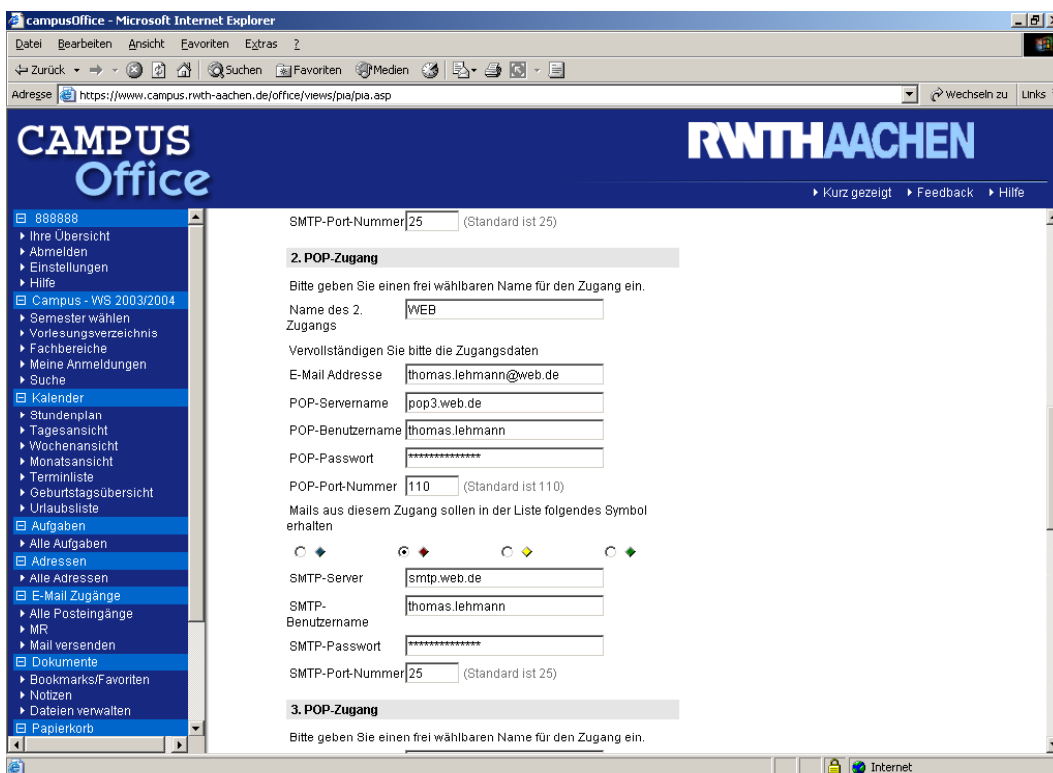 campusOffice - Microsoft Internet Explorer
Datei Bearbeiten Ansicht Favoriten Extras ?
Zurück Suchen Favoriten Medien
Adresse https://www.campus.rwth-aachen.de/office/views/pia/pia.asp Wechseln zu Links
CAMPUS
Office
RWTHAACHEN
Kurz gezeigt Feedback Hilfe
888888
Ihre Übersicht
Abmelden
Einstellungen
Hilfe
Campus - WS 2003/2004
Semester wählen
Vorlesungsverzeichnis
Fachbereiche
Meine Anmeldungen
Suche
Kalender
Stundenplan
Tagesansicht
Wochenansicht
Monatsansicht
Terminliste
Geburtstagsübersicht
Urlaubsliste
Aufgaben
Alle Aufgaben
Adressen
Alle Adressen
E-Mail Zugänge
Alle Posteingänge
MR
Mail versenden
Dokumente
Bookmarks/Favoriten
Notizen
Dateien verwalten
Papierkorb
SMTP-Port-Nummer 25 (Standard ist 25)
2. POP-Zugang
Bitte geben Sie einen frei wählbaren Name für den Zugang ein.
Name des 2. WEB
Zugangs
Vervollständigen Sie bitte die Zugangsdaten
E-Mail Addresse thomas.lehmann@web.de
POP-Servername pop3.web.de
POP-Benutzername thomas.lehmann
POP-Passwort **************
POP-Port-Nummer 110 (Standard ist 110)
Mails aus diesem Zugang sollen in der Liste folgendes Symbol
erhalten
SMTP-Server smtp.web.de
SMTP- thomas.lehmann
Benutzername
SMTP-Passwort **************
SMTP-Port-Nummer 25 (Standard ist 25)
3. POP-Zugang
Bitte geben Sie einen frei wählbaren Name für den Zugang ein.
Internet